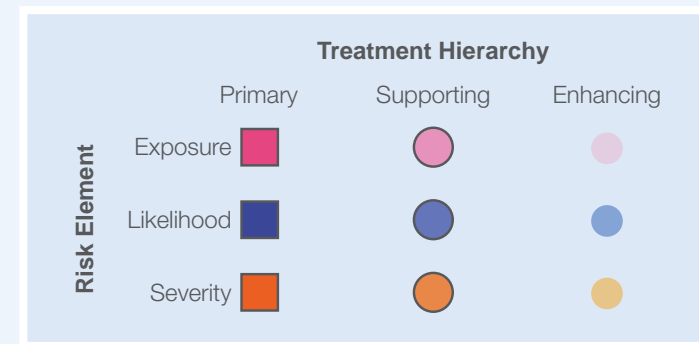 Treatment Hierarchy
Primary Supporting Enhancing
Risk Element
Exposure
Likelihood
Severity